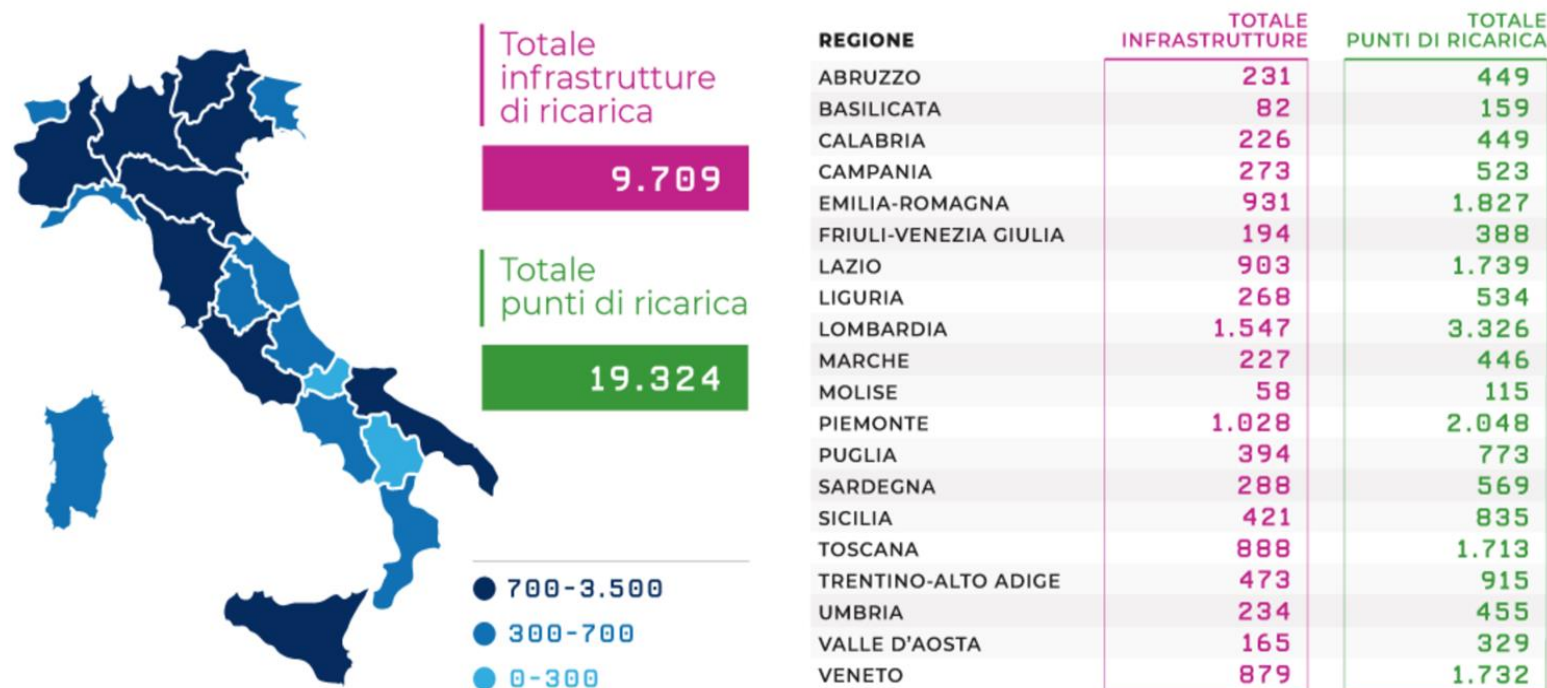 Totale
infrastrutture
di ricarica
9.709
Totale
punti di ricarica
19.324
700-3.500
300-700
0-300
REGIONE TOTALE INFRASTRUTTURE TOTALE PUNTI DI RICARICA
ABRUZZO 231 449
BASILICATA 82 159
CALABRIA 226 449
CAMPANIA 273 523
EMILIA-ROMAGNA 931 1.827
FRIULI-VENEZIA GIULIA 194 388
LAZIO 903 1.739
LIGURIA 268 534
LOMBARDIA 1.547 3.326
MARCHE 227 446
MOLISE 58 115
PIEMONTE 1.028 2.048
PUGLIA 394 773
SARDEGNA 288 569
SICILIA 421 835
TOSCANA 888 1.713
TRENTINO-ALTO ADIGE 473 915
UMBRIA 234 455
VALLE D'AOSTA 165 329
VENETO 879 1.732